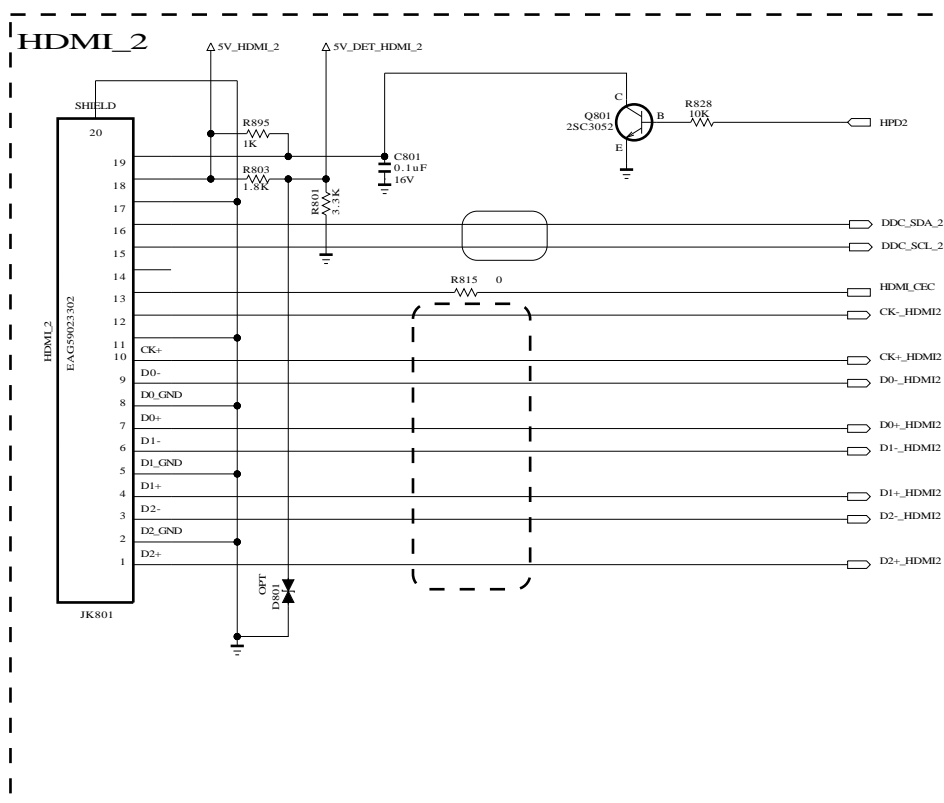 HDMI_2
5V_HDMI_2
5V_DET_HDMI_2
SHIELD
20
R895
1K
C
Q801
2SC3052
B
E
R828
10K
HPD2
19
C801
0.1uF
16V
18
R803
1.8K
R801
3.3K
17
16
DDC_SDA_2
15
DDC_SCL_2
14
R815
0
13
HDMI_CEC
12
CK-_HDMI2
11
10
CK+
CK+_HDMI2
HDMI_2
EAG59023302
9
D0-
D0-_HDMI2
8
D0_GND
7
D0+
D0+_HDMI2
6
D1-
D1-_HDMI2
5
D1_GND
4
D1+
D1+_HDMI2
3
D2-
D2-_HDMI2
2
D2_GND
1
D2+
D2+_HDMI2
OPT
D801
JK801